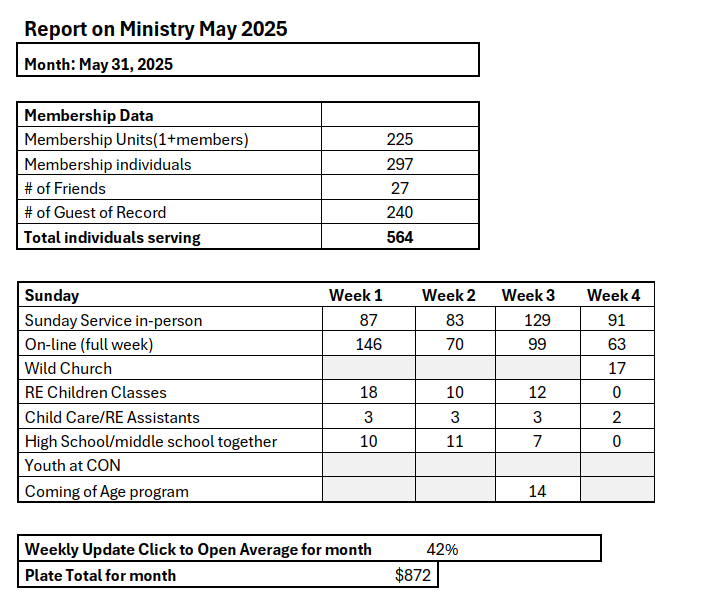 Report on Ministry May 2025
Month: May 31, 2025
Membership Data
Membership Units(1+members) 225
Membership individuals 297
# of Friends 27
# of Guest of Record 240
Total individuals serving 564
Sunday Week 1 Week 2 Week 3 Week 4
Sunday Service in-person 87 83 129 91
On-line (full week) 146 70 99 63
Wild Church 17
RE Children Classes 18 10 12 0
Child Care/RE Assistants 3 3 3 2
High School/middle school together 10 11 7 0
Youth at CON
Coming of Age program 14
Weekly Update Click to Open Average for month 42%
Plate Total for month $872